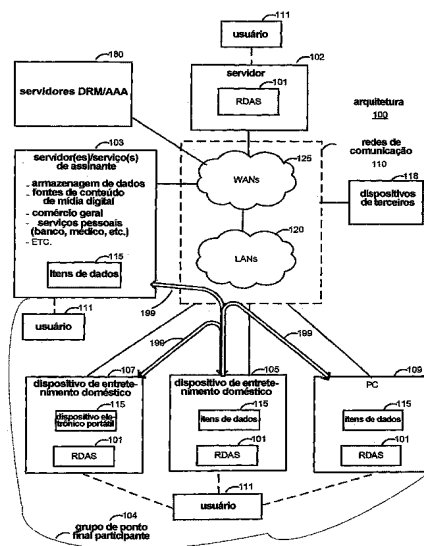 111
usuário
102
servidor
101
RDAS
180
servidores DRM/AAA
arquitetura
100
redes de
comunicação
110
103
servidor(es)/serviço(s)
de assinante
- armazenagem de dados
- fontes de conteúdo
de mídia digital
- comércio geral
serviços pessoais
(banco, médico, etc.)
- ETC.
115
Itens de dados
125
WANs
120
LANs
118
dispositivos
de terceiros
111
usuário
199
199
199
107
dispositivo de entrete-
nimento doméstico
115
dispositivo ele-
trônico portátil
101
RDAS
105
dispositivo de entrete-
nimento doméstico
115
itens de dados
101
RDAS
109
PC
115
itens de dados
101
RDAS
111
usuário
104
grupo de ponto
final participante